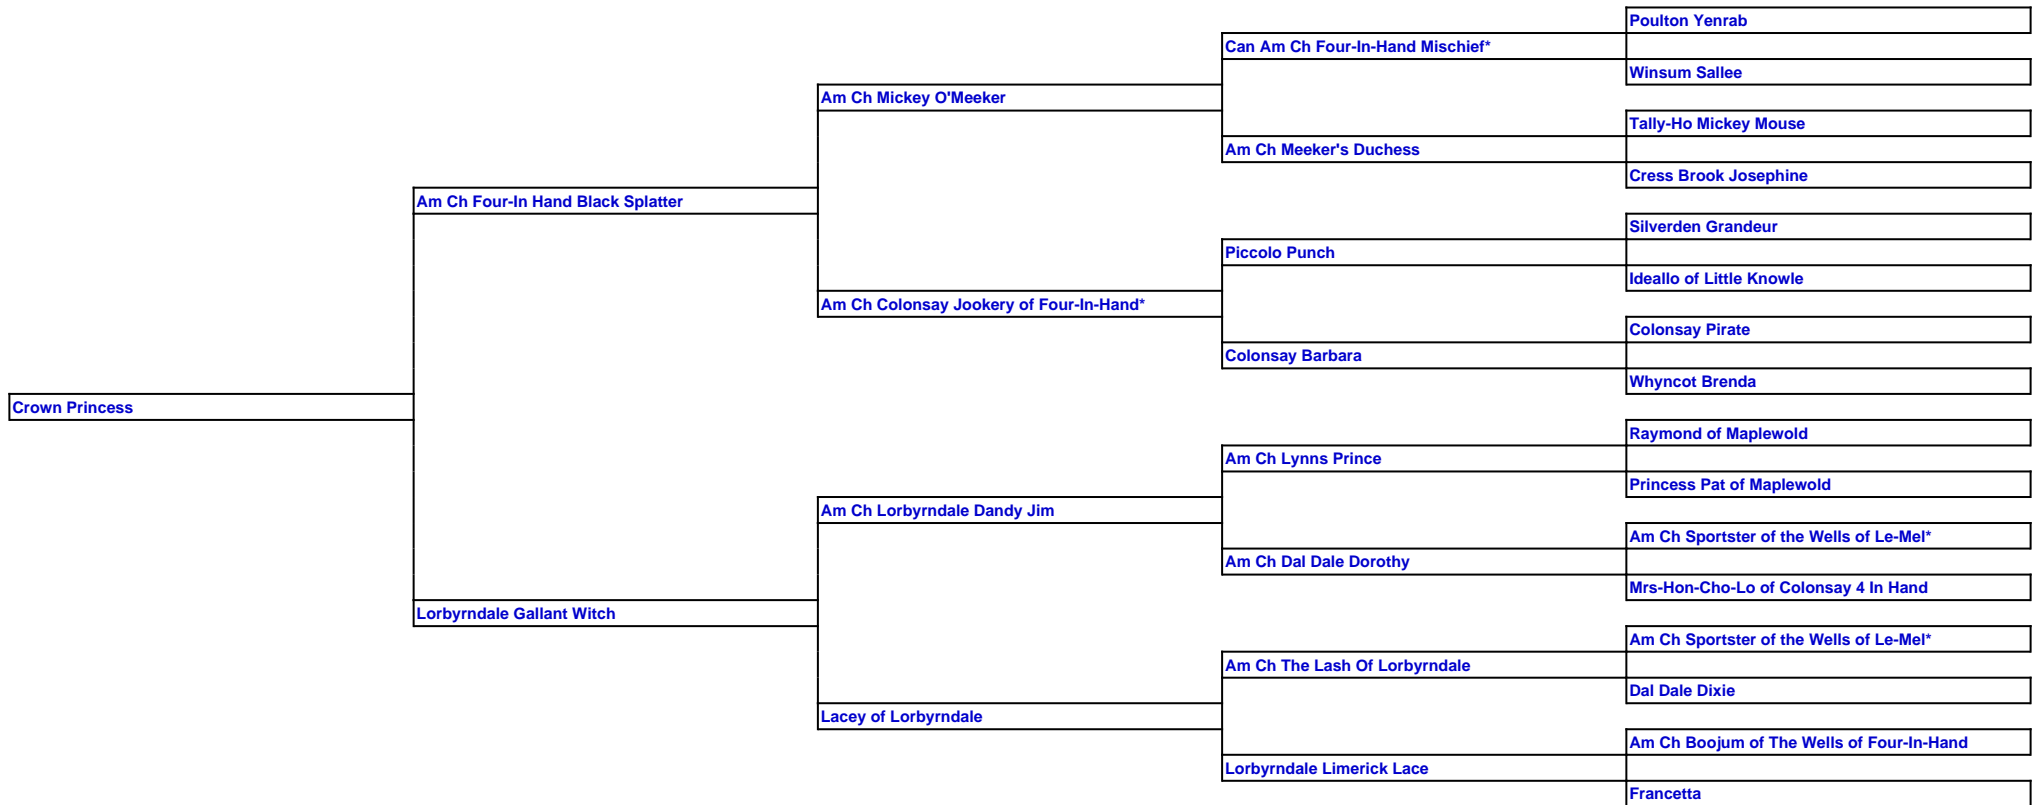 Poulton Yenrab
Can Am Ch Four-In-Hand Mischief*
Winsum Sallee
Am Ch Mickey O'Meeker
Tally-Ho Mickey Mouse
Am Ch Meeker's Duchess
Cress Brook Josephine
Am Ch Four-In Hand Black Splatter
Silverden Grandeur
Piccolo Punch
Ideallo of Little Knowle
Am Ch Colonsay Jookery of Four-In-Hand*
Colonsay Pirate
Colonsay Barbara
Whyncot Brenda
Crown Princess
Raymond of Maplewold
Am Ch Lynns Prince
Princess Pat of Maplewold
Am Ch Lorbyrndale Dandy Jim
Am Ch Sportster of the Wells of Le-Mel*
Am Ch Dal Dale Dorothy
Mrs-Hon-Cho-Lo of Colonsay 4 In Hand
Lorbyrndale Gallant Witch
Am Ch Sportster of the Wells of Le-Mel*
Am Ch The Lash Of Lorbyrndale
Dal Dale Dixie
Lacey of Lorbyrndale
Am Ch Boojum of The Wells of Four-In-Hand
Lorbyrndale Limerick Lace
Francetta